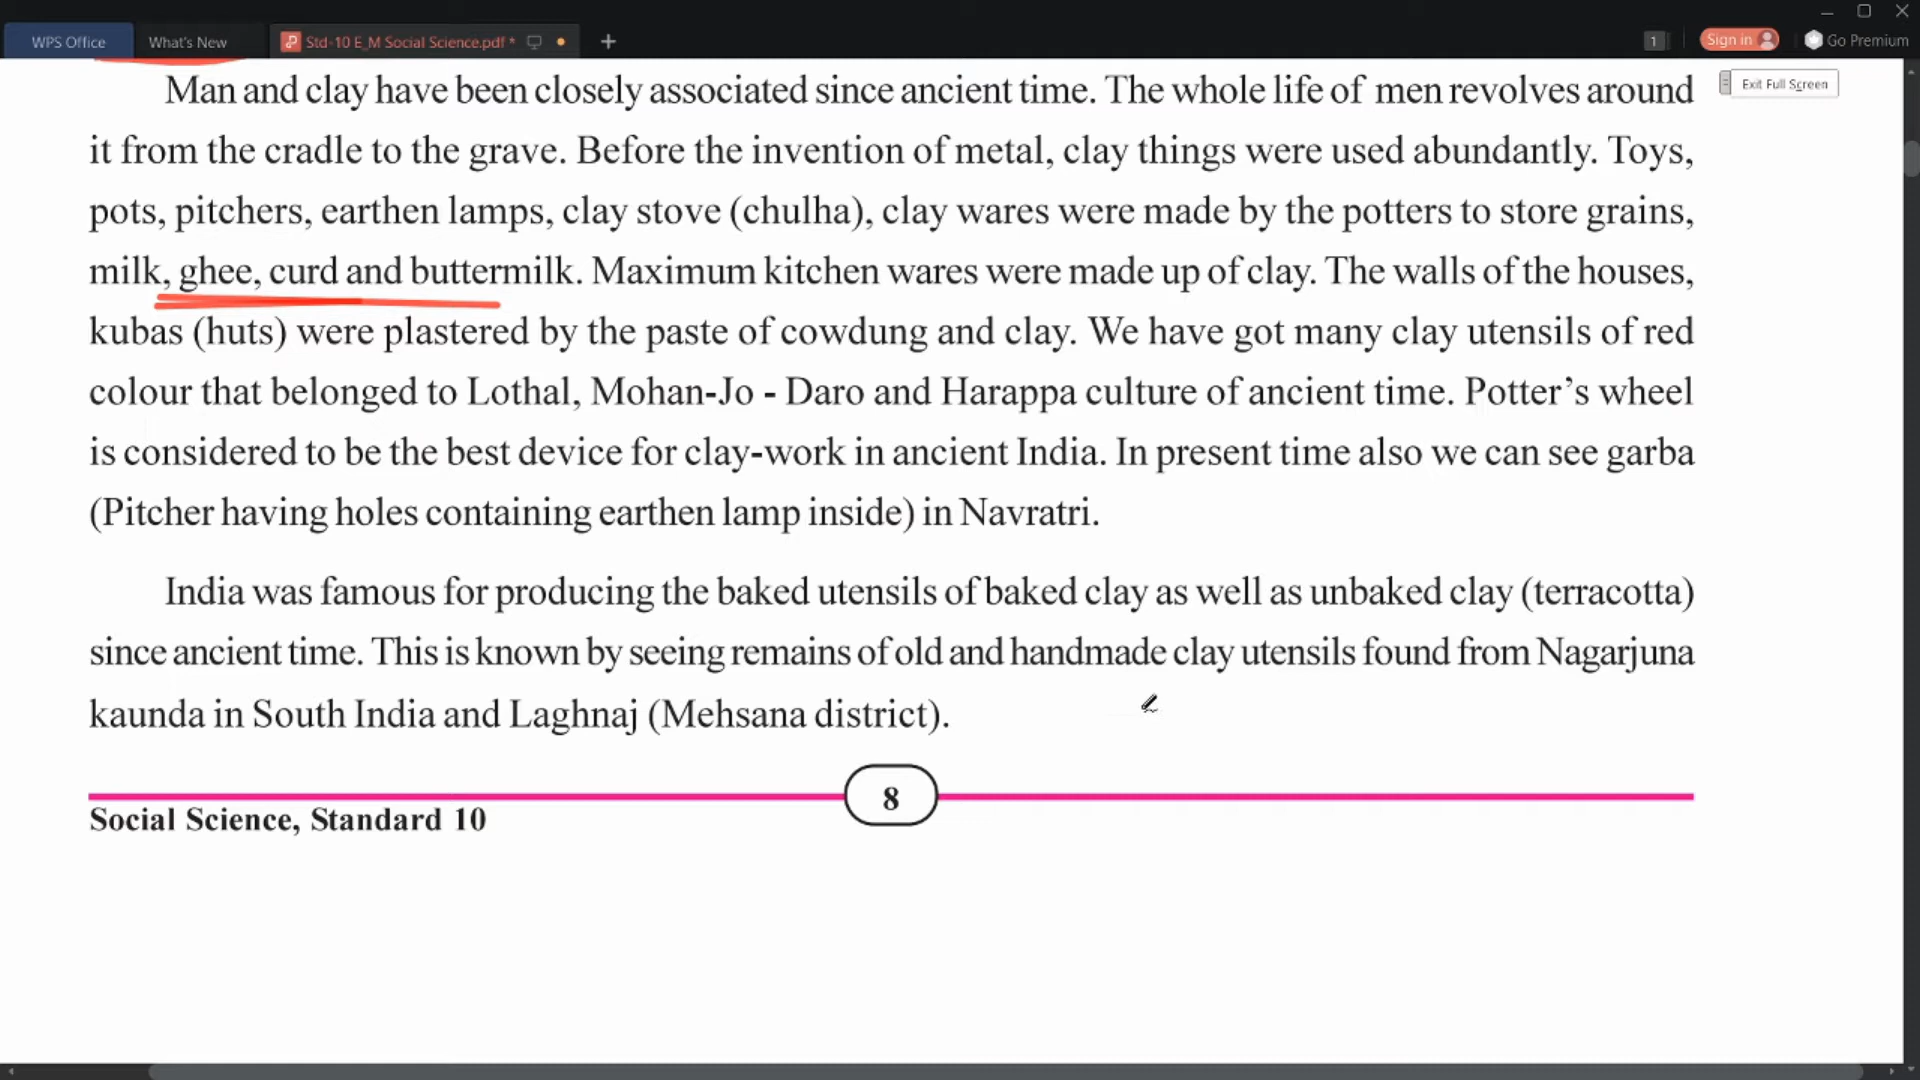 WPS Office
What's New
Std-10 E_M Social Science.pdf *
1
Sign in
Go Premium
Exit Full Screen
Man and clay have been closely associated since ancient time. The whole life of men revolves around
it from the cradle to the grave. Before the invention of metal, clay things were used abundantly. Toys,
pots, pitchers, earthen lamps, clay stove (chulha), clay wares were made by the potters to store grains,
milk, ghee, curd and buttermilk. Maximum kitchen wares were made up of clay. The walls of the houses,
kubas (huts) were plastered by the paste of cowdung and clay. We have got many clay utensils of red
colour that belonged to Lothal, Mohan-Jo - Daro and Harappa culture of ancient time. Potter's wheel
is considered to be the best device for clay-work in ancient India. In present time also we can see garba
(Pitcher having holes containing earthen lamp inside) in Navratri.
India was famous for producing the baked utensils of baked clay as well as unbaked clay (terracotta)
since ancient time. This is known by seeing remains of old and handmade clay utensils found from Nagarjuna
kaunda in South India and Laghnaj (Mehsana district).
8
Social Science, Standard 10